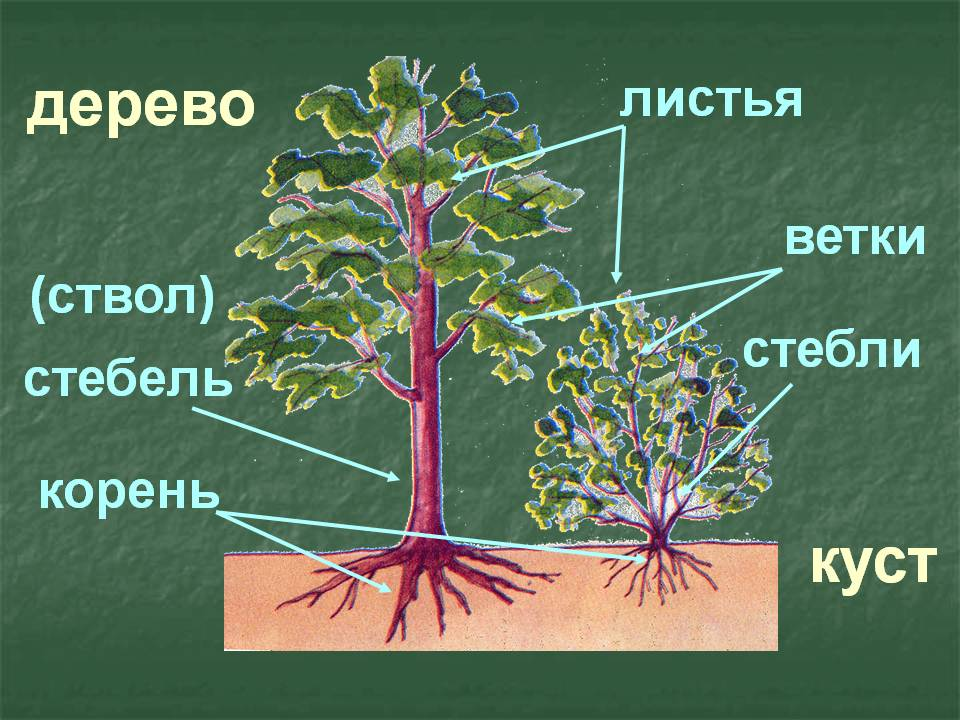 дерево
листья
ветки
(ствол)
стебель
стебли
корень
куст